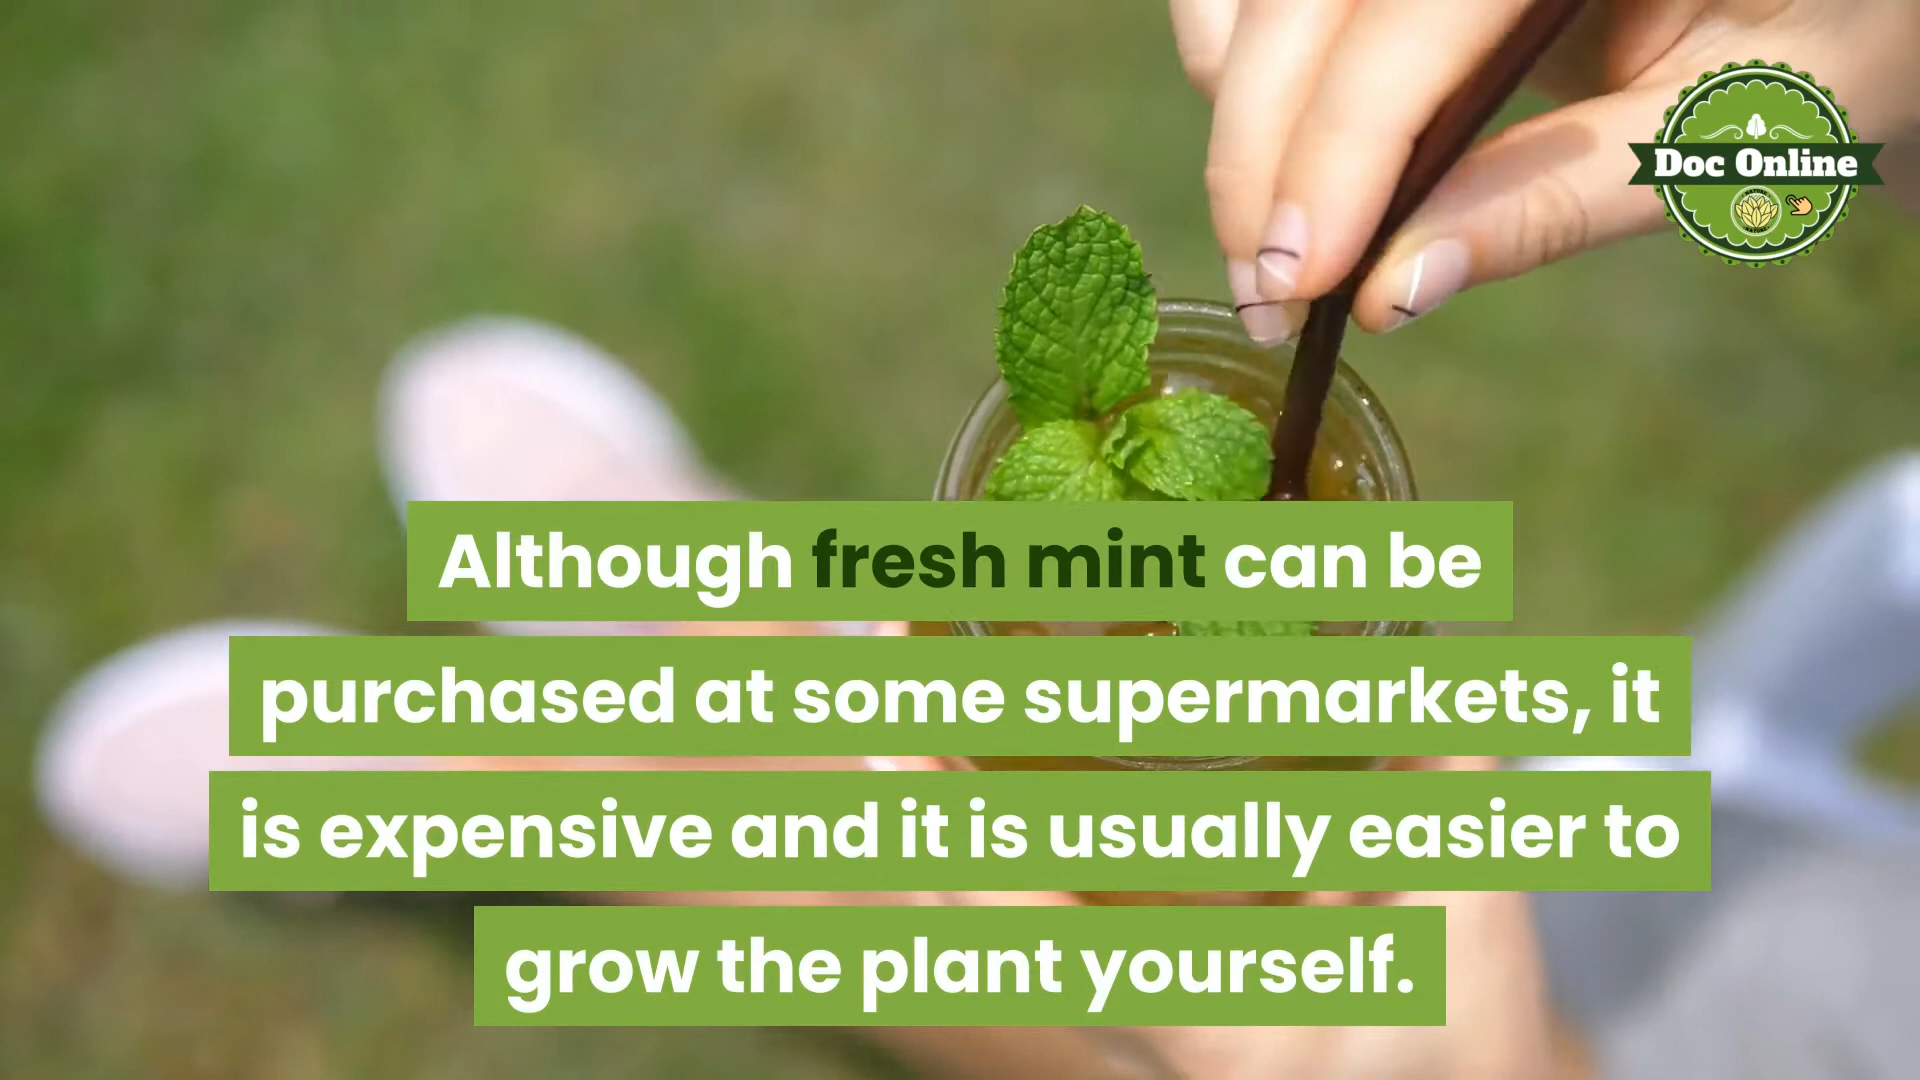 Doc Online
Although fresh mint can be
purchased at some supermarkets, it
is expensive and it is usually easier to
grow the plant yourself.